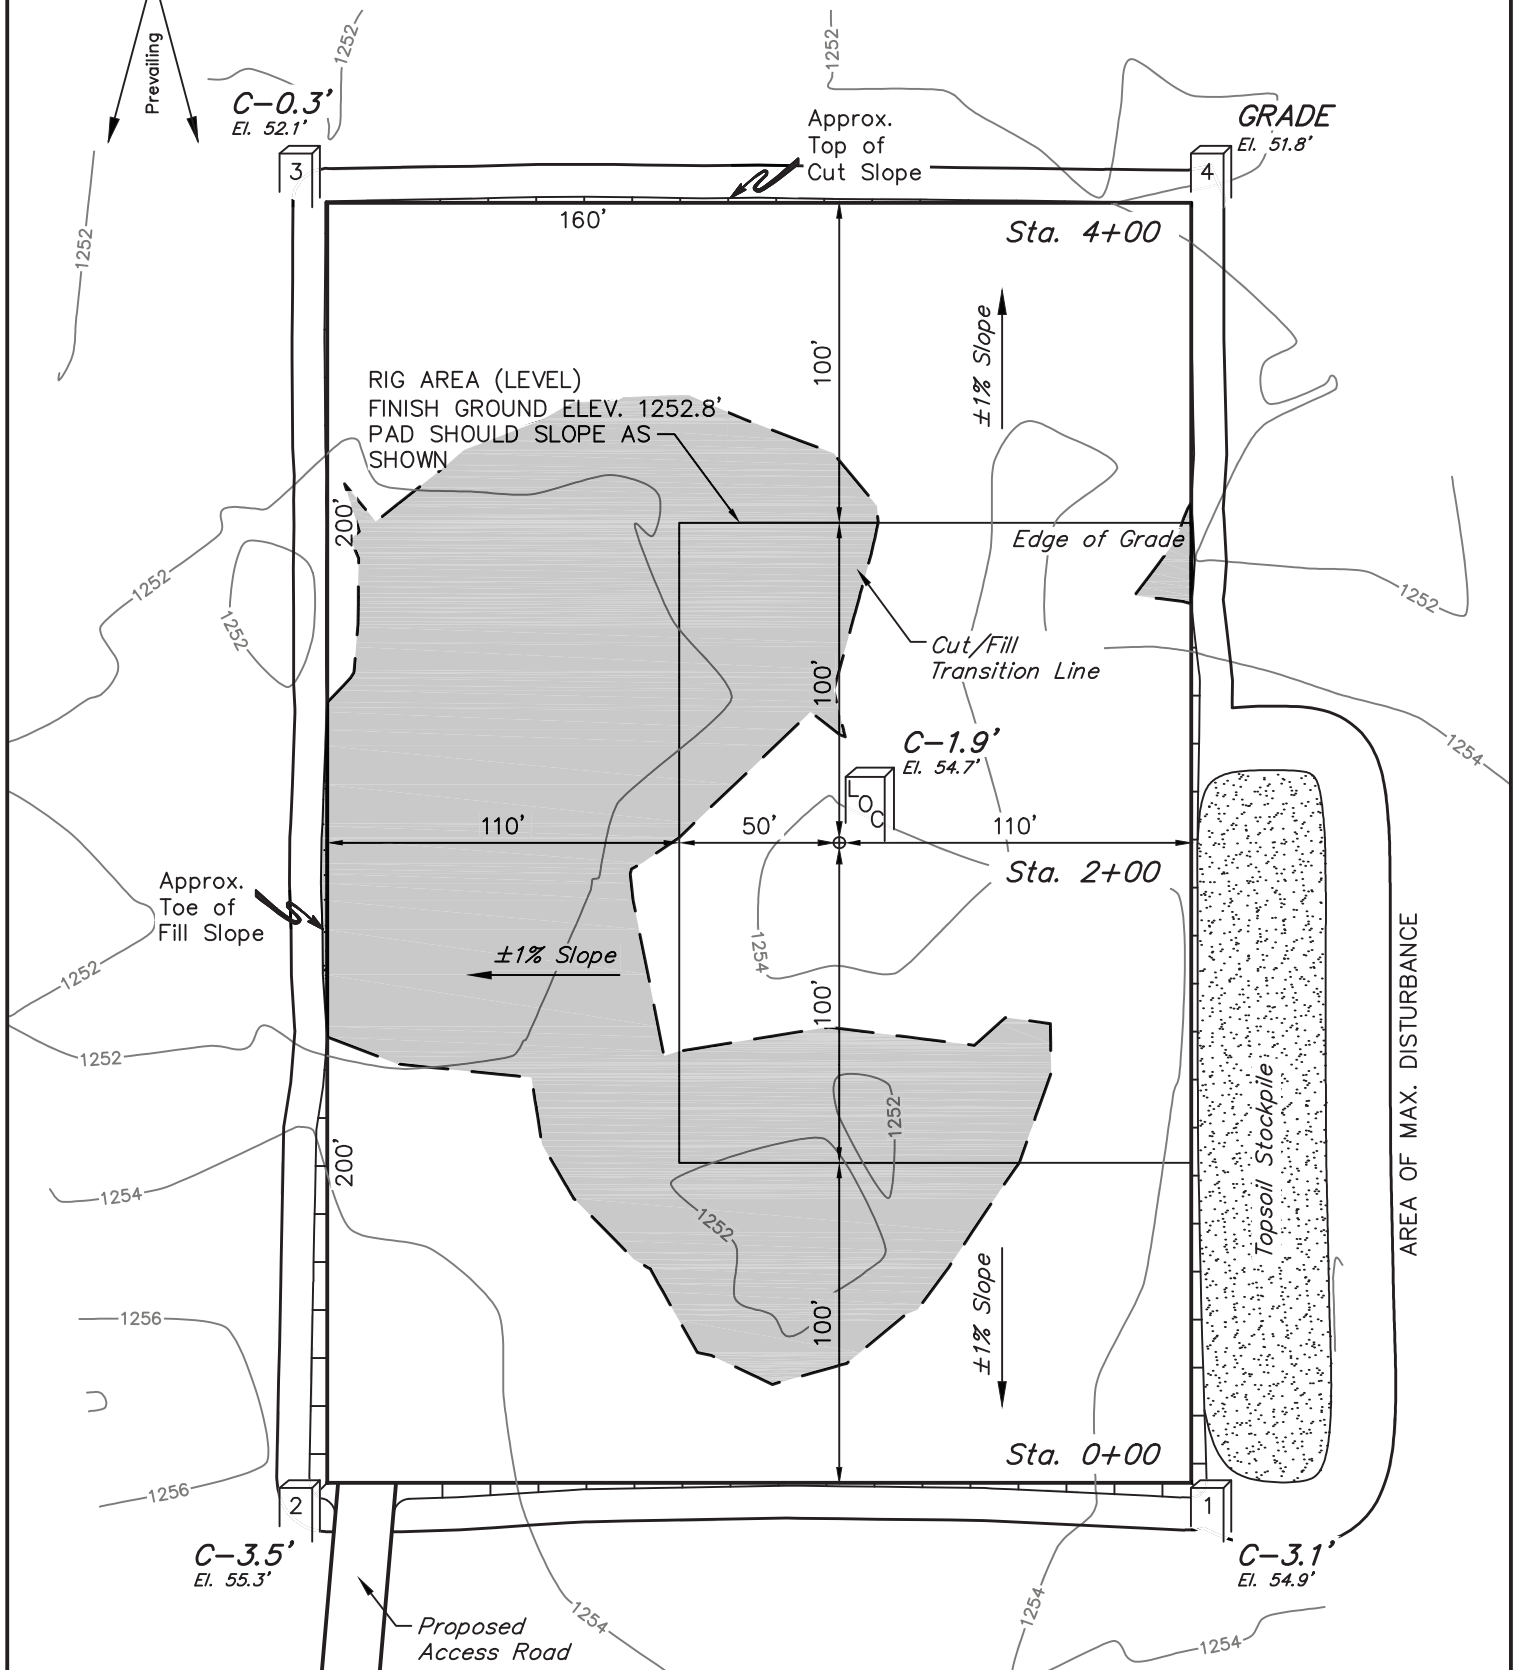 1252
1252
Prevailing
C-0.3'
El. 52.1'
Approx.
Top of
Cut Slope
GRADE
El. 51.8'
3
4
160'
Sta. 4+00
1252
100'
±1% Slope
RIG AREA (LEVEL)
FINISH GROUND ELEV. 1252.8'
PAD SHOULD SLOPE AS
SHOWN
200'
Edge of Grade
1252
1252
1252
Cut/Fill
Transition Line
100'
C-1.9'
El. 54.7'
1254
LOC
110'
50'
110'
Sta. 2+00
Approx.
Toe of
Fill Slope
1254
±1% Slope
1252
100'
AREA OF MAX. DISTURBANCE
1252
1252
Topsoil Stockpile
200'
1254
1252
1256
100'
±1% Slope
Sta. 0+00
1256
2
1
C-3.5'
El. 55.3'
C-3.1'
El. 54.9'
Proposed
Access Road
1254
1254
1254